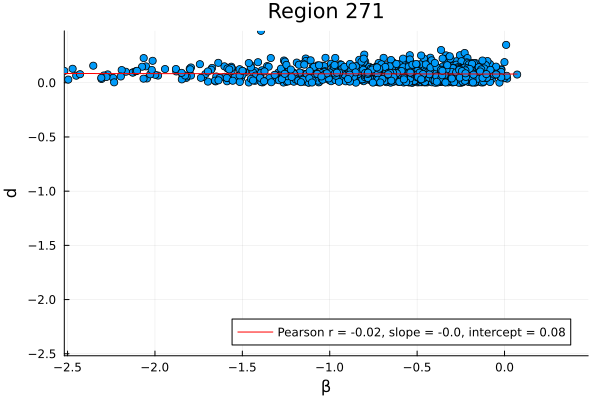 Region 271
0.0
−0.5
−1.0
−1.5
−2.0
−2.5
d
−2.5 −2.0 −1.5 −1.0 −0.5 0.0
β
Pearson r = -0.02, slope = -0.0, intercept = 0.08